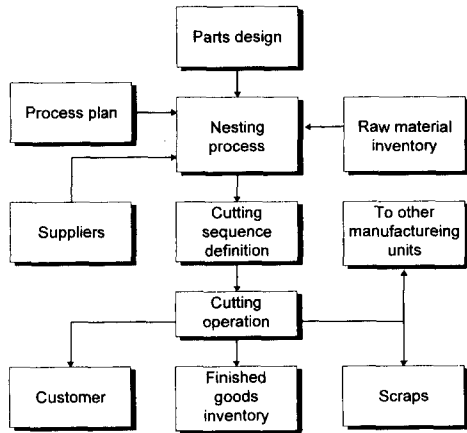 Parts design
Process plan
Nesting
process
Raw material
inventory
Suppliers
Cutting
sequence
definition
To other
manufactureing
units
Cutting
operation
Customer
Finished
goods
inventory
Scraps